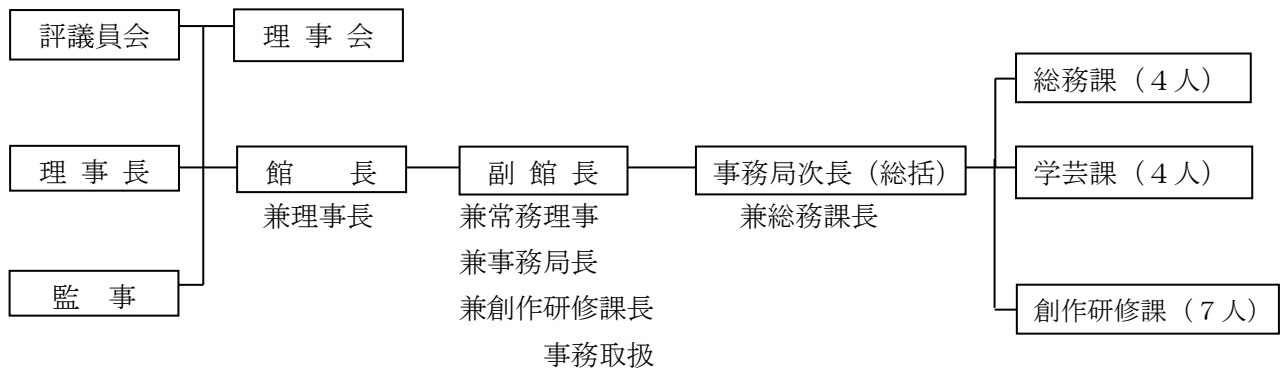 評議員会
理 事 会
総務課(4人)
理 事 長
館　　長
副 館 長
事務局次長(総括)
学芸課(4人)
兼理事長
兼常務理事
兼総務課長
兼事務局長
監　事
兼創作研修課長
創作研修課(7人)
事務取扱